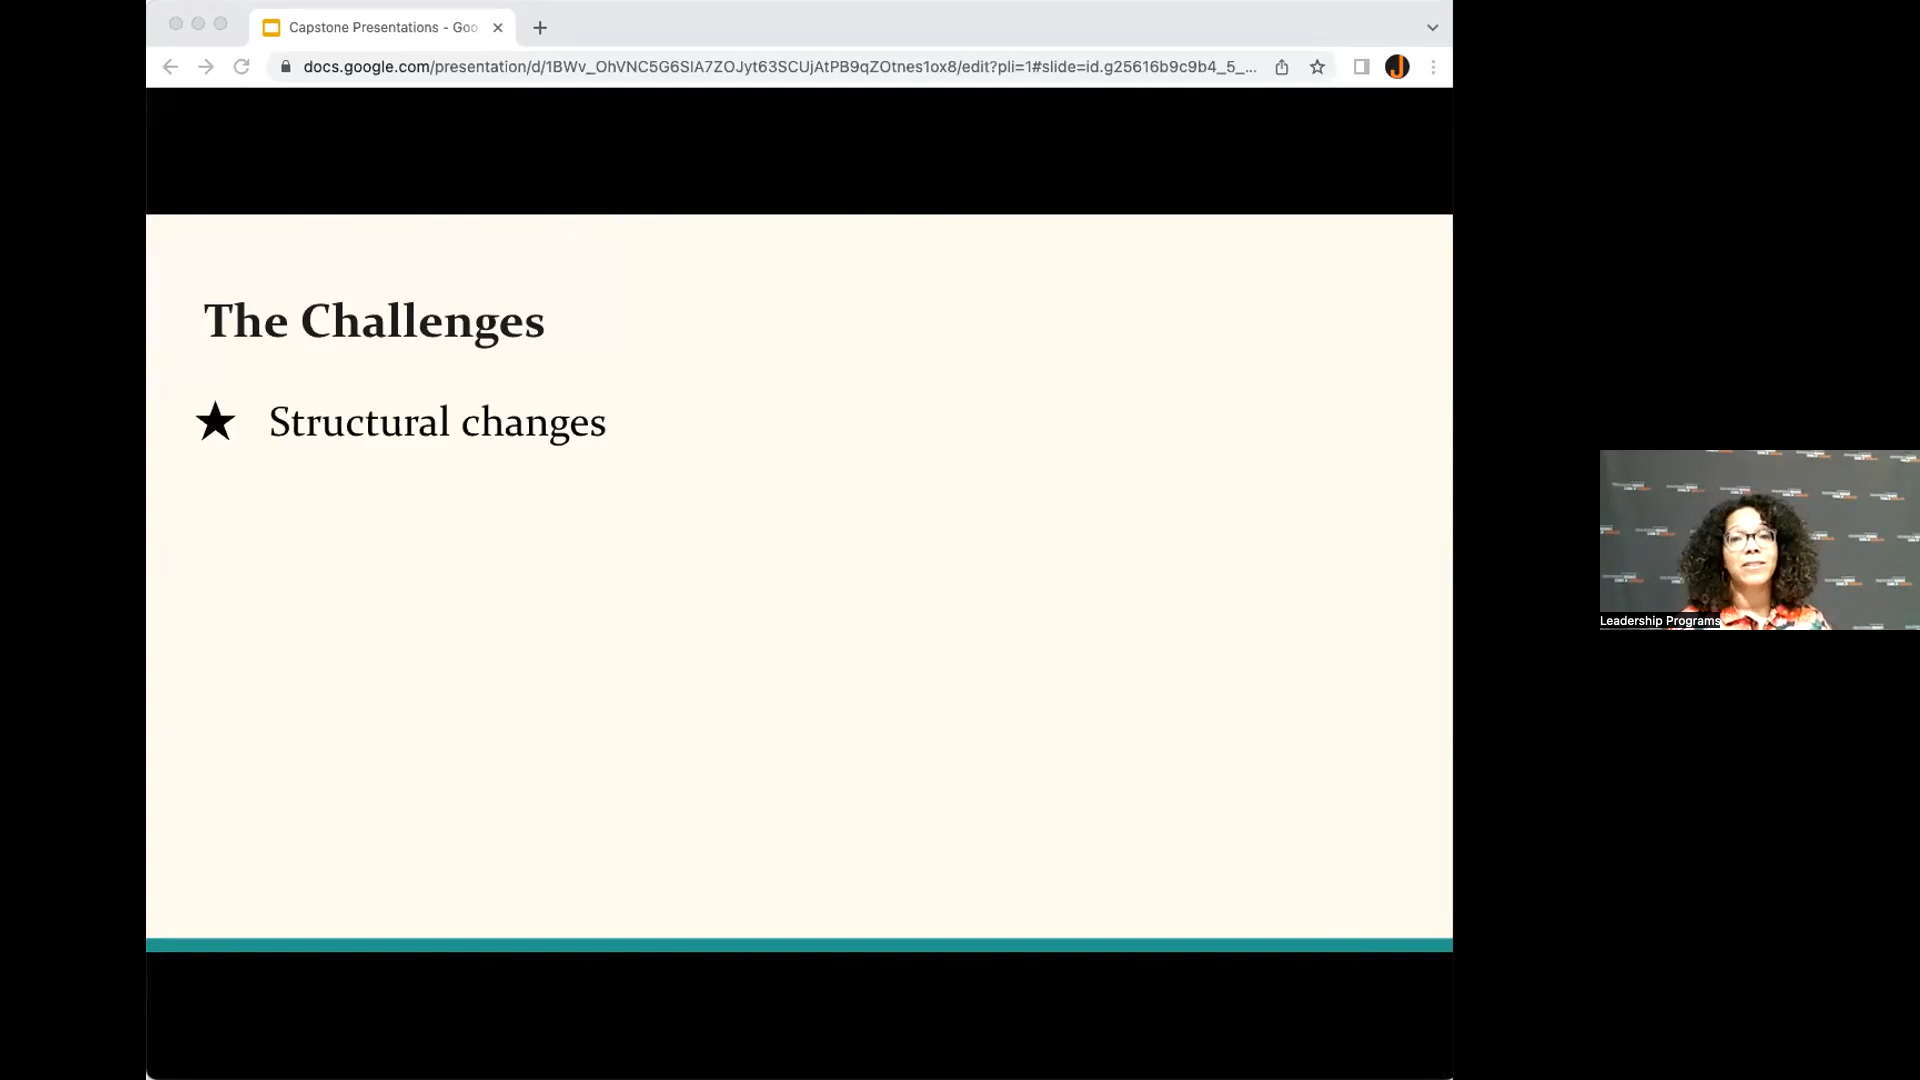 Capstone Presentations - Goo
docs.google.com/presentation/d/1BWv_OhVNC5G6SIA7ZOJyt63SCUjAtPB9qZOtnes1ox8/edit?pli=1#slide=id.g25616b9c9b4_5_...
The Challenges
★ Structural changes
Leadership Programs